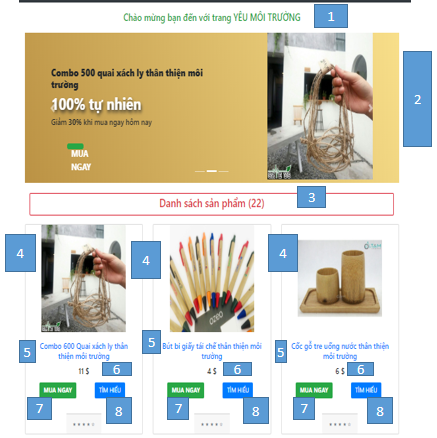 Chào mừng bạn đến với trang YÊU MÔI TRƯỜNG
1
Combo 500 quai xách ly thân thiện môi
trường
100% tự nhiên
Giảm 30% khi mua ngay hôm nay
MUA
NGAY
2
Danh sách sản phẩm (22)
3
4
4
4
5
Combo 600 Quai xách ly thân
thiện môi trường
5
Bút bi giấy tái chế thân thiện môi
trường
5
Cốc gỗ tre uống nước thân thiện
môi trường
11 $
6
4 $
6
6 $
6
MUA NGAY
TÌM HIỂU
MUA NGAY
TÌM HIỂU
MUA NGAY
TÌM HIỂU
7
8
7
8
7
8